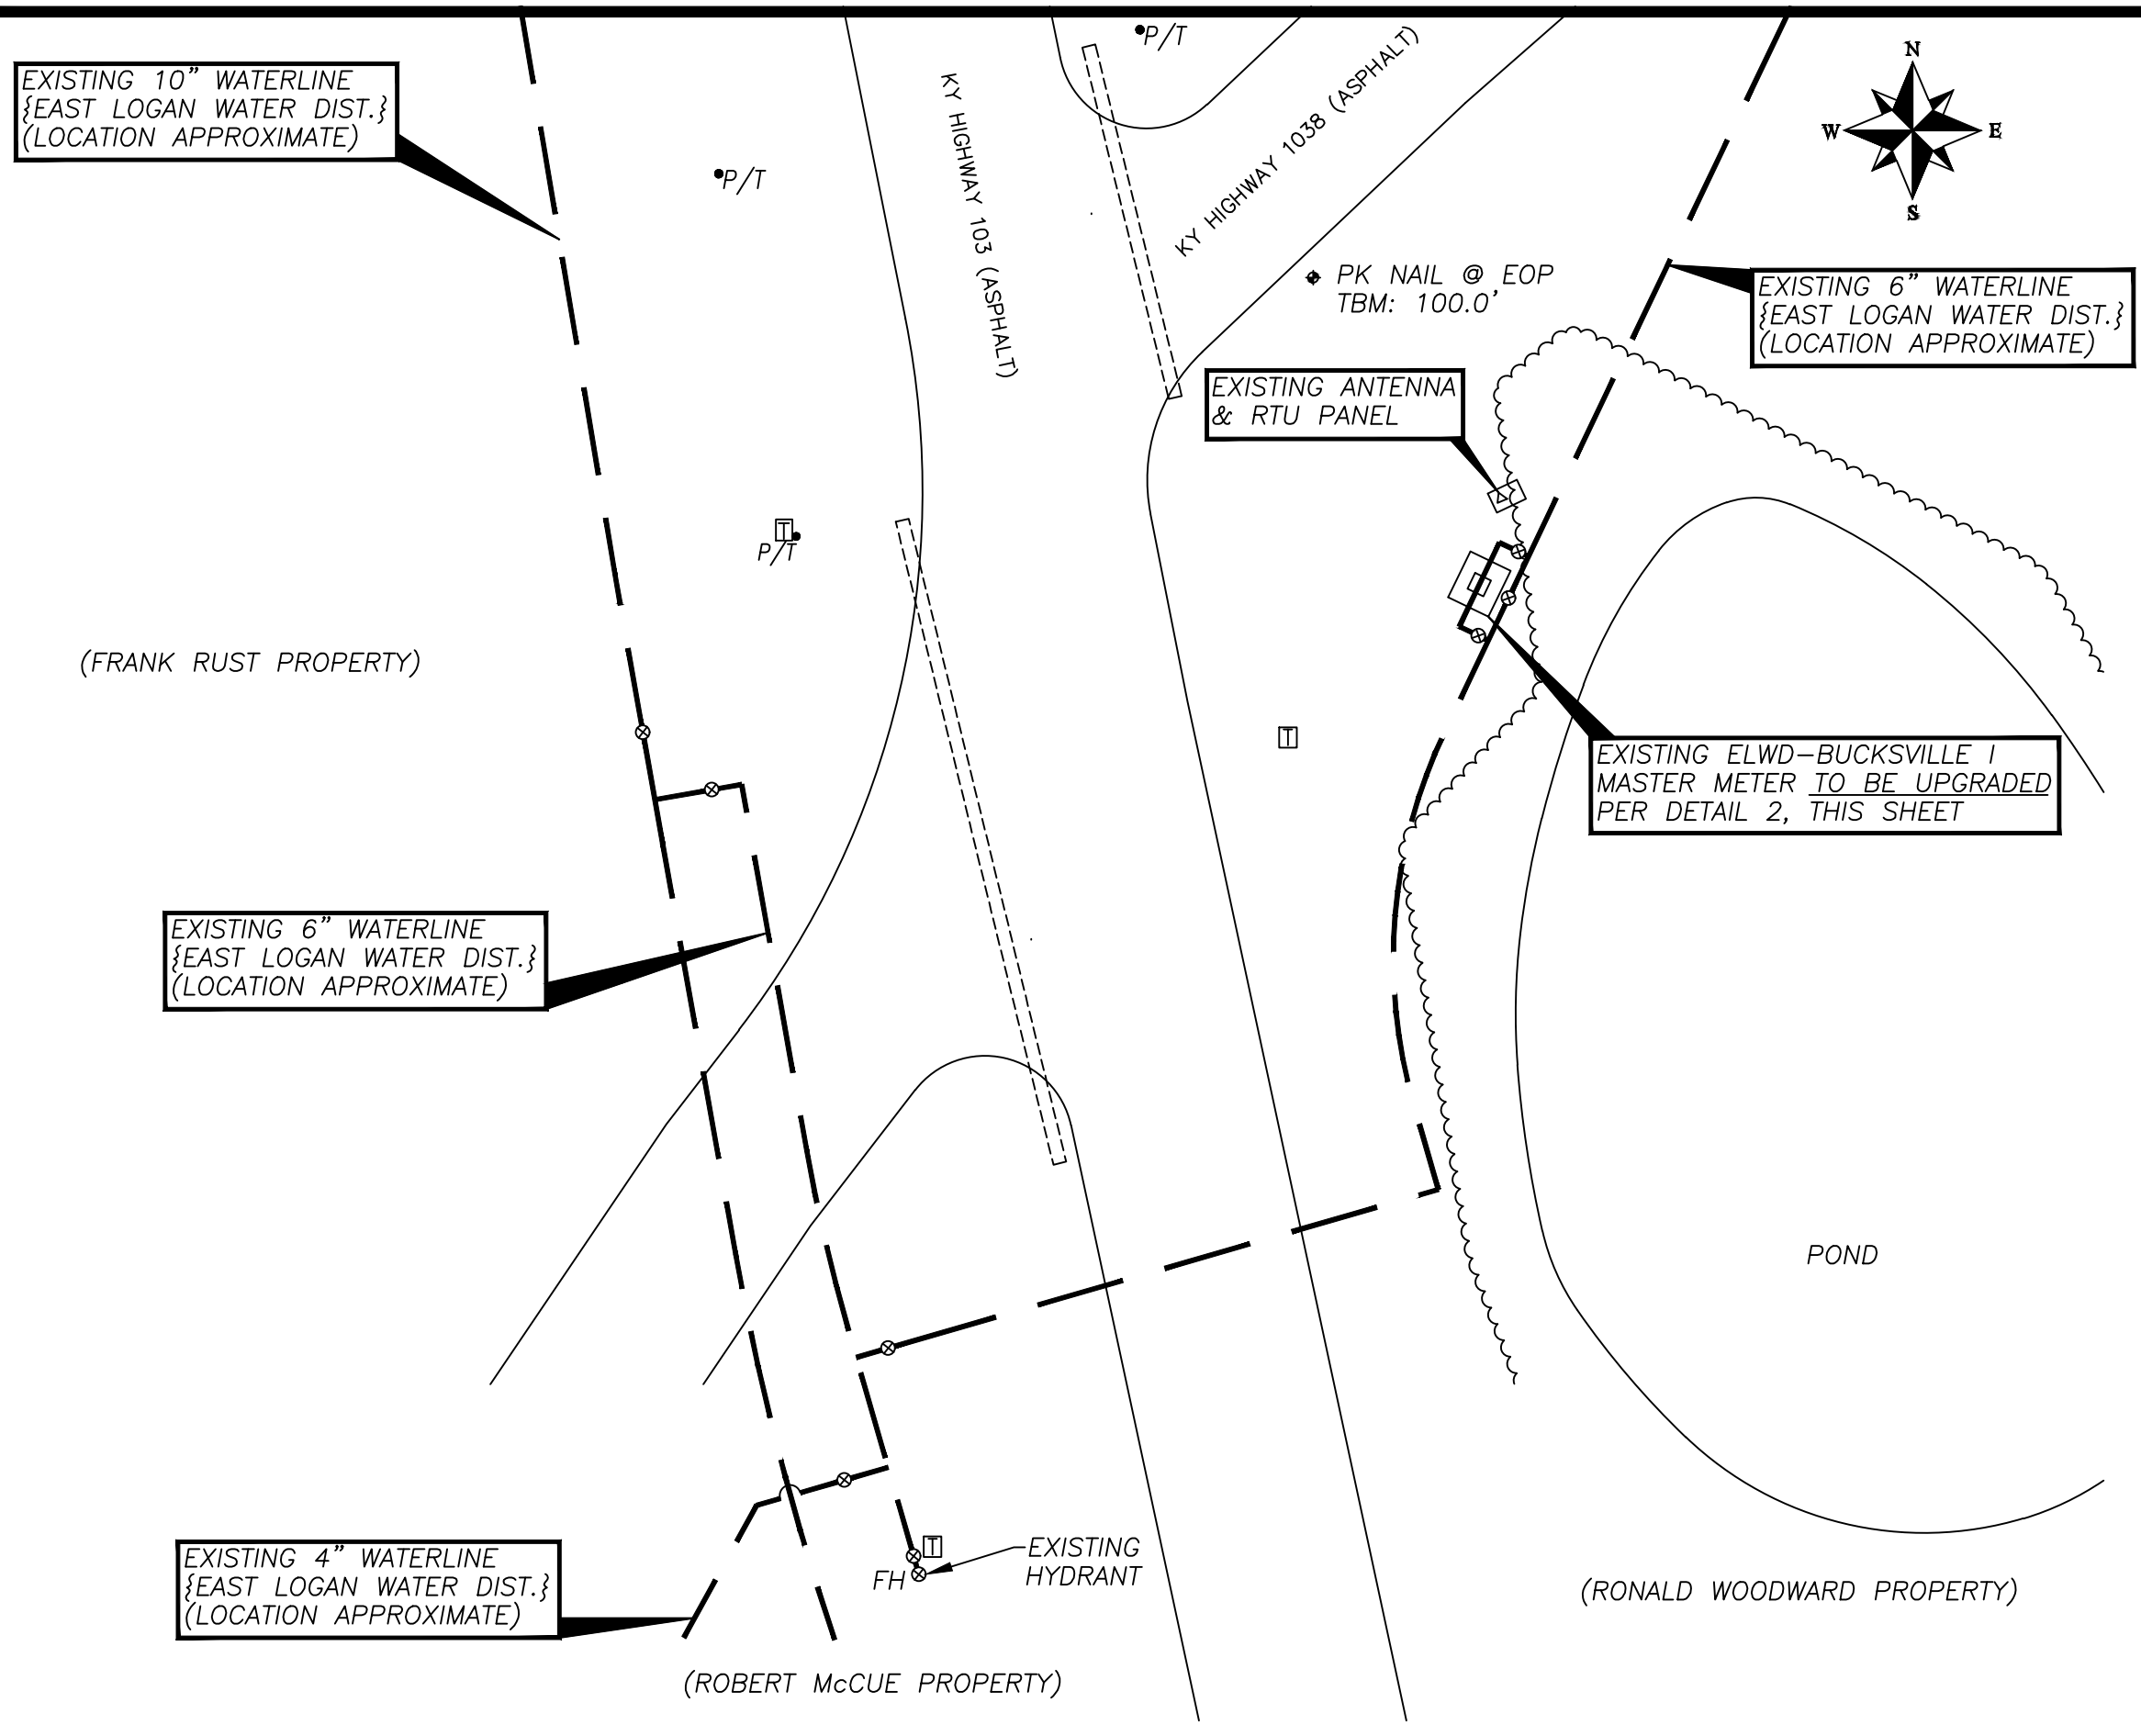 EXISTING 10" WATERLINE
{EAST LOGAN WATER DIST.}
(LOCATION APPROXIMATE)
P/T
P/T
KY HIGHWAY 103 (ASPHALT)
KY HIGHWAY 1038 (ASPHALT)
N
W
E
S
PK NAIL @ EOP
TBM: 100.0'
EXISTING 6" WATERLINE
{EAST LOGAN WATER DIST.}
(LOCATION APPROXIMATE)
EXISTING ANTENNA
& RTU PANEL
T
P/T
(FRANK RUST PROPERTY)
T
EXISTING ELWD-BUCKSVILLE 1
MASTER METER TO BE UPGRADED
PER DETAIL 2, THIS SHEET
EXISTING 6" WATERLINE
{EAST LOGAN WATER DIST.}
(LOCATION APPROXIMATE)
POND
EXISTING 4" WATERLINE
{EAST LOGAN WATER DIST.}
(LOCATION APPROXIMATE)
T
FH
EXISTING
HYDRANT
(RONALD WOODWARD PROPERTY)
(ROBERT McCUE PROPERTY)